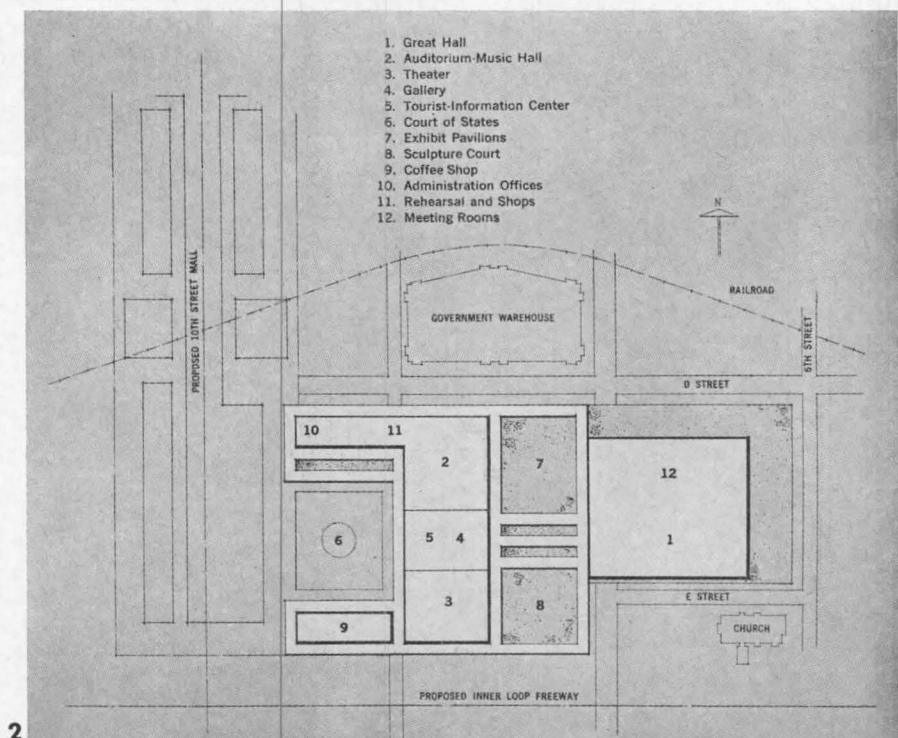 1. Great Hall
2. Auditorium-Music Hall
3. Theater
4. Gallery
5. Tourist-Information Center
6. Court of States
7. Exhibit Pavilions
8. Sculpture Court
9. Coffee Shop
10. Administration Offices
11. Rehearsal and Shops
12. Meeting Rooms
N
RAILROAD
GOVERNMENT WAREHOUSE
PROPOSED 10TH STREET MALL
6TH STREET
D STREET
10 11
2
7
12
6
5 4
1
3
8
9
E STREET
CHURCH
PROPOSED INNER LOOP FREEWAY
2